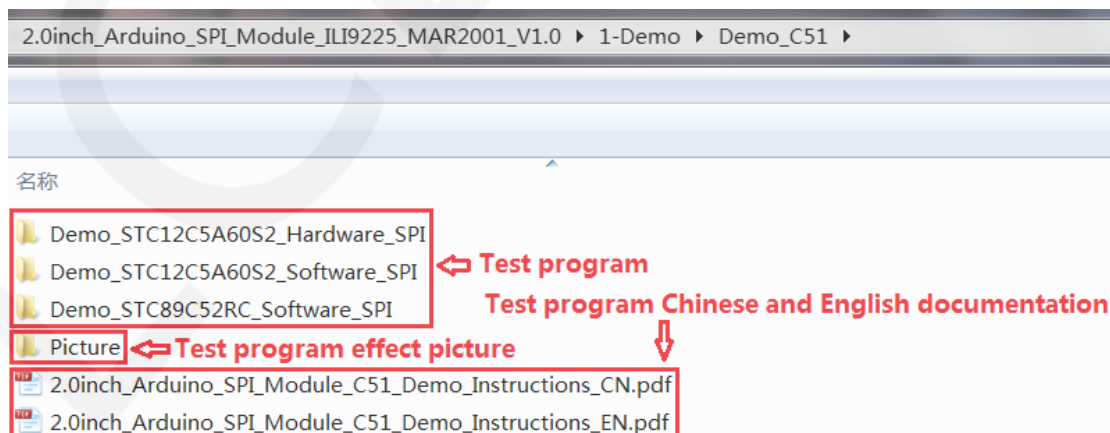 2.0inch_Arduino_SPI_Module_ILI9225_MAR2001_V1.0 ▸ 1-Demo ▸ Demo_C51 ▸
名称
Demo_STC12C5A60S2_Hardware_SPI
Demo_STC12C5A60S2_Software_SPI
Test program
Demo_STC89C52RC_Software_SPI
Test program Chinese and English documentation
Picture
Test program effect picture
2.0inch_Arduino_SPI_Module_C51_Demo_Instructions_CN.pdf
2.0inch_Arduino_SPI_Module_C51_Demo_Instructions_EN.pdf